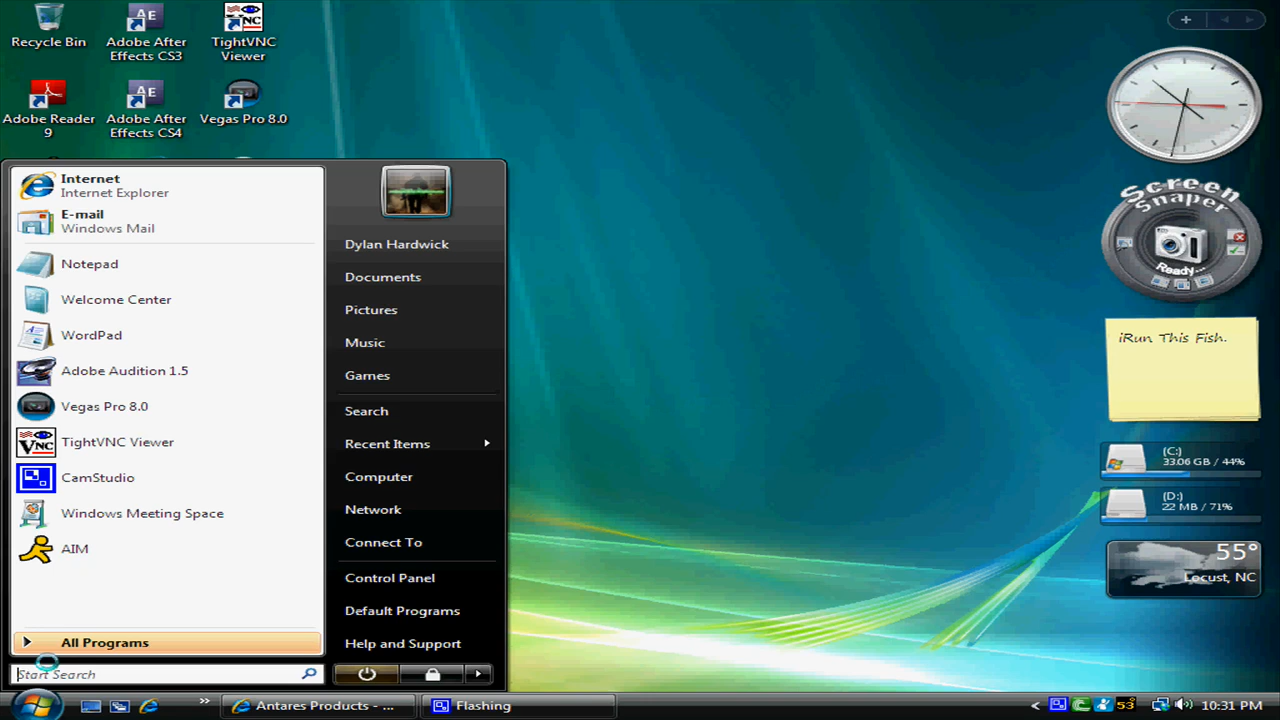 Recycle Bin
Adobe After
Effects CS3
TightVNC
Viewer
Adobe Reader
9
Adobe After
Effects CS4
Vegas Pro 8.0
Internet
Internet Explorer
E-mail
Windows Mail
Notepad
Welcome Center
WordPad
Adobe Audition 1.5
Vegas Pro 8.0
TightVNC Viewer
CamStudio
Windows Meeting Space
AIM
All Programs
Start Search
Dylan Hardwick
Documents
Pictures
Music
Games
Search
Recent Items
Computer
Network
Connect To
Control Panel
Default Programs
Help and Support
Screen
Snaper
Ready...
iRun This Fish.
(C:)
33.06 GB / 44%
(D:)
22 MB / 71%
55°
Locust, NC
Antares Products - ...
Flashing
53
10:31 PM